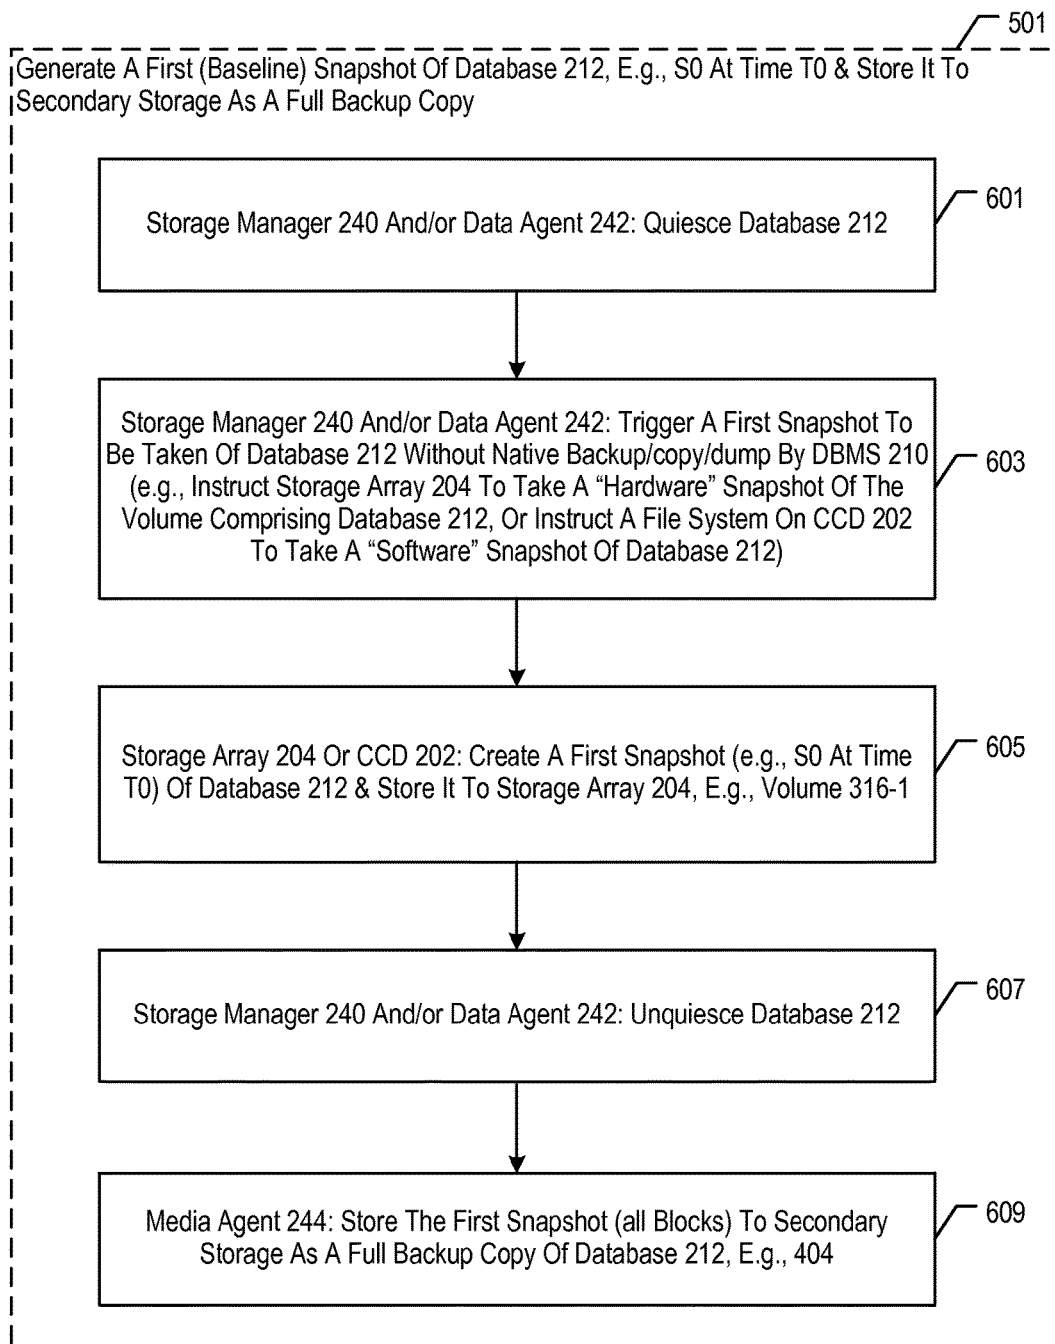 501
Generate A First (Baseline) Snapshot Of Database 212, E.g., S0 At Time T0 & Store It To
Secondary Storage As A Full Backup Copy
Storage Manager 240 And/or Data Agent 242: Quiesce Database 212
601
Storage Manager 240 And/or Data Agent 242: Trigger A First Snapshot To
Be Taken Of Database 212 Without Native Backup/copy/dump By DBMS 210
(e.g., Instruct Storage Array 204 To Take A “Hardware” Snapshot Of The
Volume Comprising Database 212, Or Instruct A File System On CCD 202
To Take A “Software” Snapshot Of Database 212)
603
Storage Array 204 Or CCD 202: Create A First Snapshot (e.g., S0 At Time
T0) Of Database 212 & Store It To Storage Array 204, E.g., Volume 316-1
605
Storage Manager 240 And/or Data Agent 242: Unquiesce Database 212
607
Media Agent 244: Store The First Snapshot (all Blocks) To Secondary
Storage As A Full Backup Copy Of Database 212, E.g., 404
609